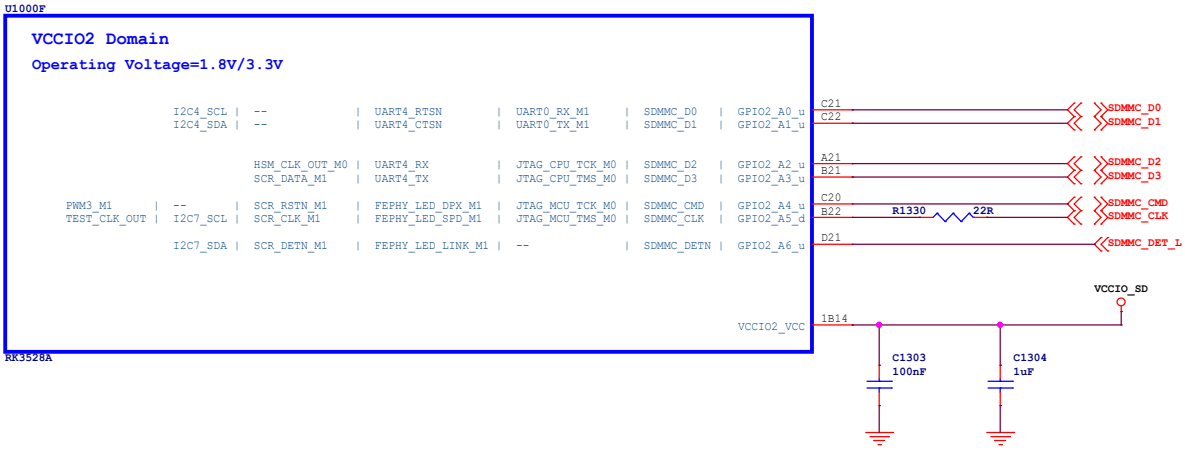 U1000F
VCCIO2 Domain
Operating Voltage=1.8V/3.3V
I2C4_SCL | -- | UART4_RTSN | UART0_RX_M1 | SDMMC_D0 | GPIO2_A0_u C21 SDMMC_D0
I2C4_SDA | -- | UART4_CTSN | UART0_TX_M1 | SDMMC_D1 | GPIO2_A1_u C22 SDMMC_D1
HSM_CLK_OUT_M0 | UART4_RX | JTAG_CPU_TCK_M0 | SDMMC_D2 | GPIO2_A2_u A21 SDMMC_D2
SCR_DATA_M1 | UART4_TX | JTAG_CPU_TMS_M0 | SDMMC_D3 | GPIO2_A3_u B21 SDMMC_D3
PWM3_M1 | -- | SCR_RSTN_M1 | FEPHY_LED_DPX_M1 | JTAG_MCU_TCK_M0 | SDMMC_CMD | GPIO2_A4_u C20 SDMMC_CMD
TEST_CLK_OUT | I2C7_SCL | SCR_CLK_M1 | FEPHY_LED_SPD_M1 | JTAG_MCU_TMS_M0 | SDMMC_CLK | GPIO2_A5_d B22 R1330 22R SDMMC_CLK
I2C7_SDA | SCR_DETN_M1 | FEPHY_LED_LINK_M1 | -- | SDMMC_DETN | GPIO2_A6_u D21 SDMMC_DET_L
VCCIO_SD
VCCIO2_VCC 1B14
RK3528A
C1303 C1304
100nF 1uF